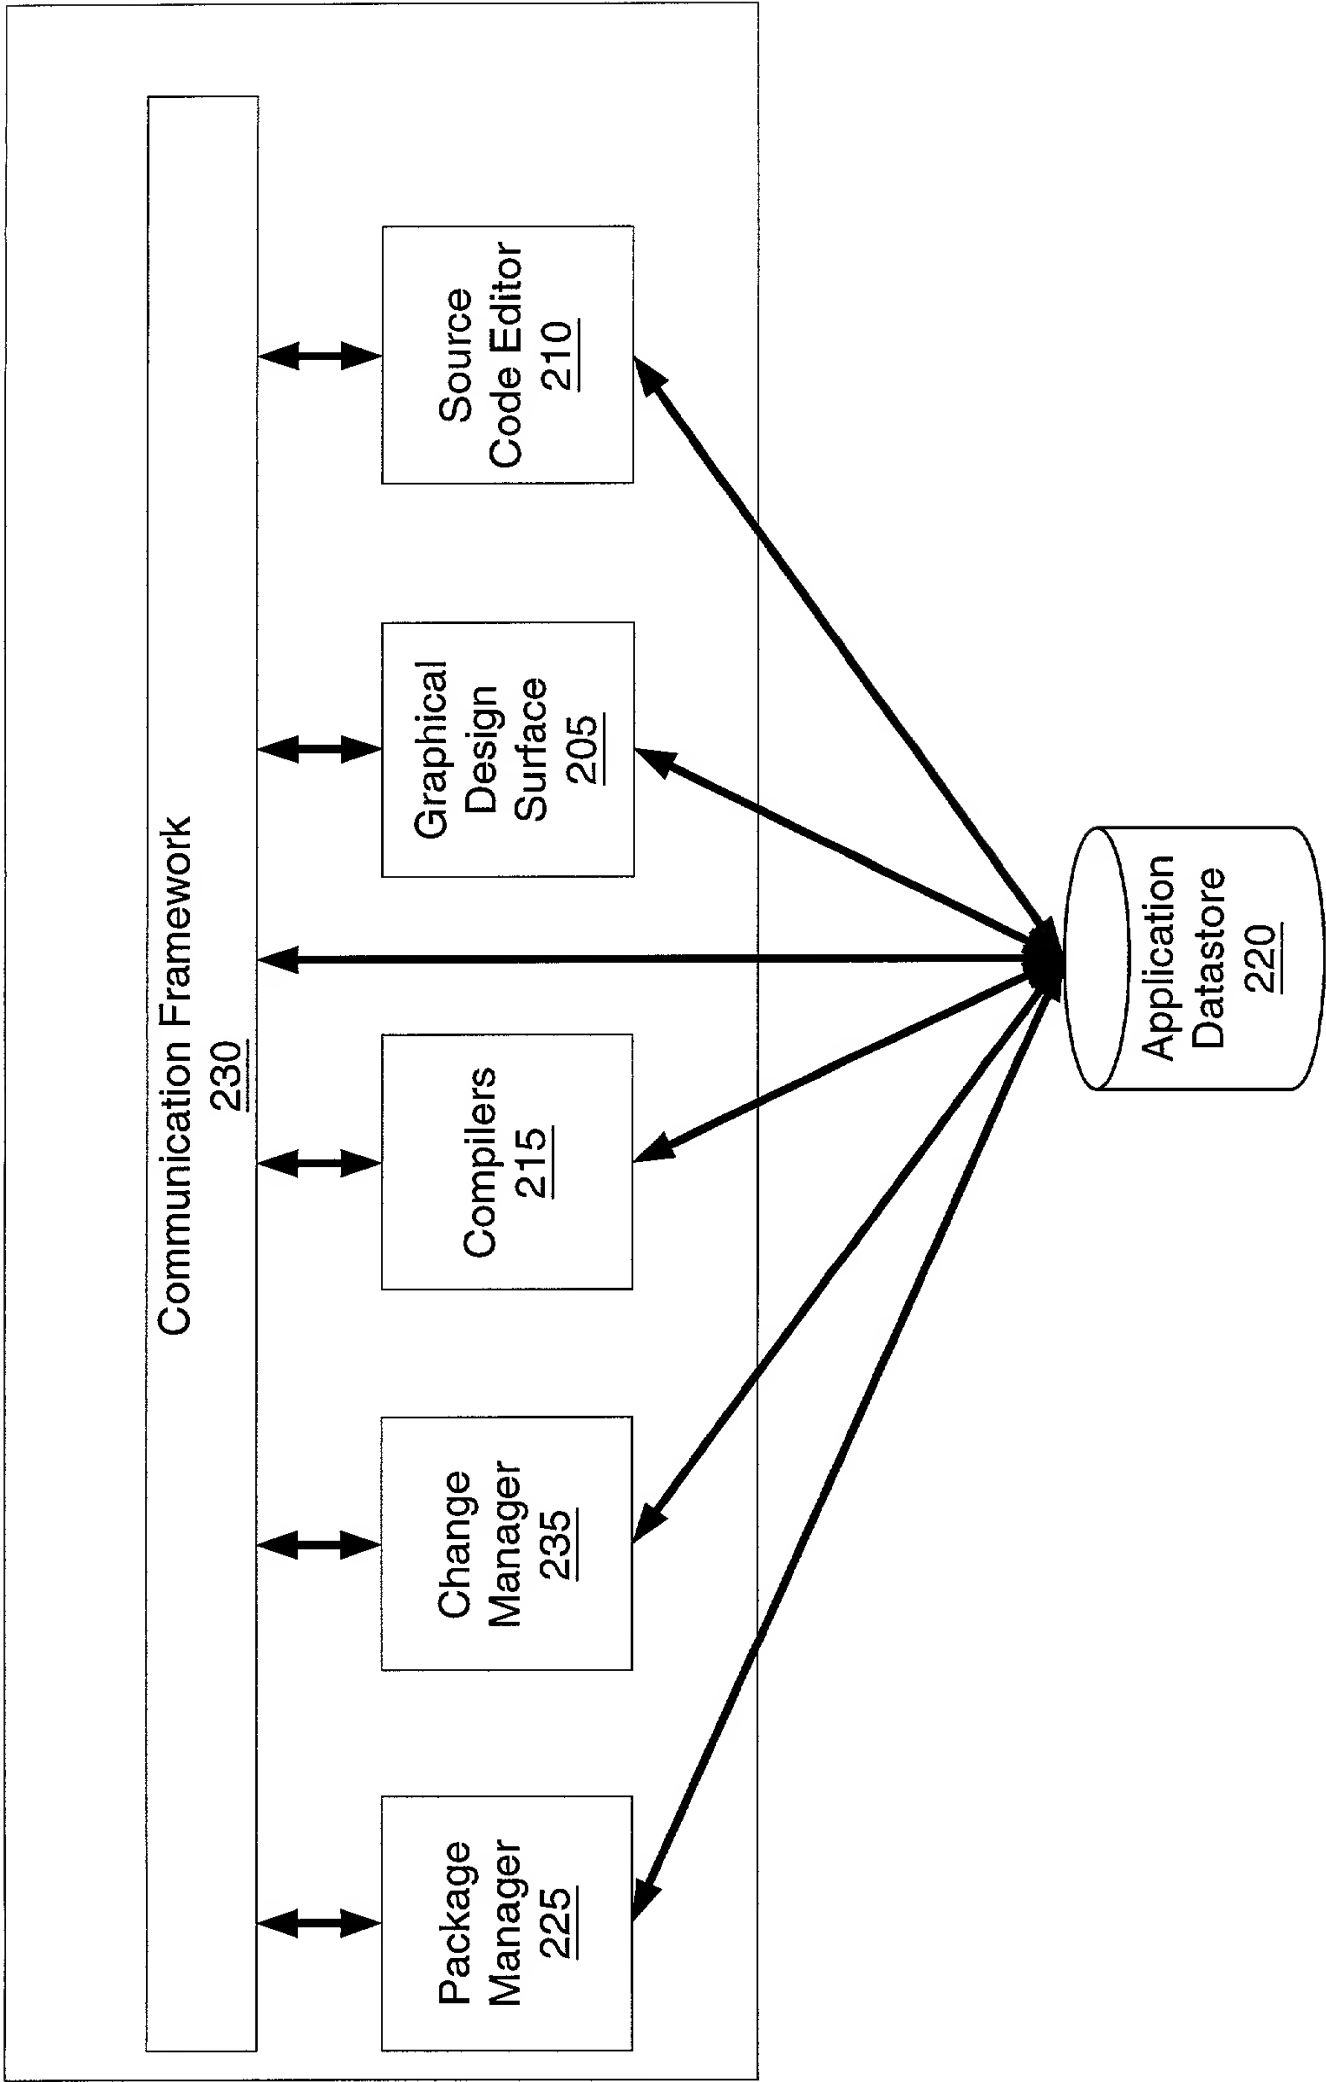 Communication Framework
230
Package
Manager
225
Change
Manager
235
Compilers
215
Graphical
Design
Surface
205
Source
Code Editor
210
Application
Datastore
220